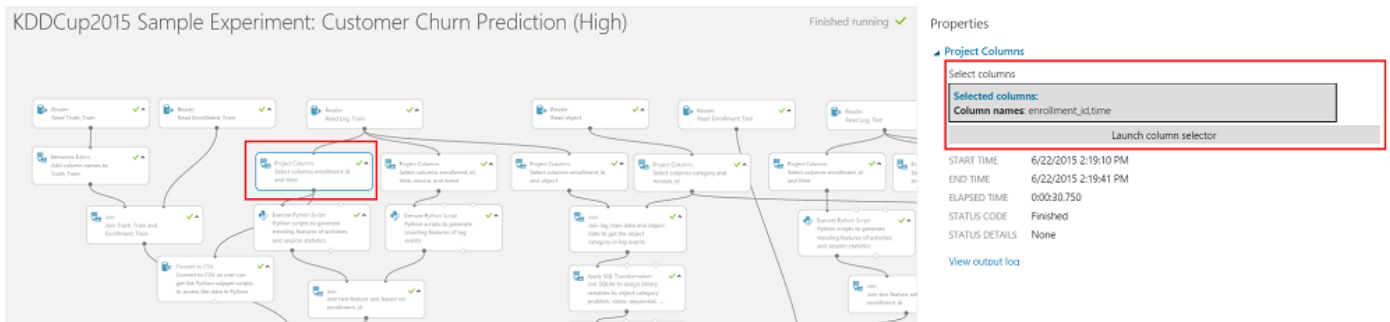 KDDCup2015 Sample Experiment: Customer Churn Prediction (High)
Finished running
Reader
Read Truth_Train
Reader
Read Enrollment_Train
Reader
Read Log_Train
Reader
Read object
Reader
Read Enrollment_Test
Reader
Read Log_Test
Metadata Editor
Add column names to
Truth_Train
Project Columns
Select columns enrollment_id
and time
Project Columns
Select columns enrollment_id,
time, source, and event
Project Columns
Select columns enrollment_id
and object
Project Columns
Select columns category and
module_id
Project Columns
Select columns enrollment_id
and time
Join
Join Truth_Train and
Enrollment_Train
Execute Python Script
Python scripts to generate
trending features of activities
and session statistics
Execute Python Script
Python scripts to generate
counting features of log
events
Join
Join log_train data and object
data to get the object
category in log events
Execute Python Script
Python scripts to generate
trending features of activities
and session statistics
Convert to CSV
Convert to CSV so user can
get the Python snippet scripts
to access the data in Python
Join
Join two feature sets based on
enrollment_id
Apply SQL Transformation
Use SQLite to assign binary
variables to object category
problem, video, sequential, ...
Join
Join two feature set
enrollment_id
Properties
Project Columns
Select columns
Selected columns:
Column names: enrollment_id,time
Launch column selector
START TIME 6/22/2015 2:19:10 PM
END TIME 6/22/2015 2:19:41 PM
ELAPSED TIME 0:00:30.750
STATUS CODE Finished
STATUS DETAILS None
View output log